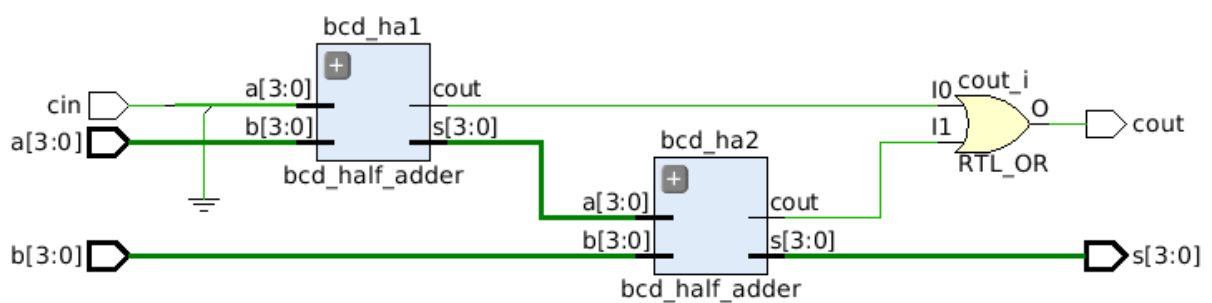 bcd_ha1
+
a[3:0]
cout
cin
b[3:0]
s[3:0]
a[3:0]
bcd_half_adder
I0
cout_i
O
I1
cout
RTL_OR
bcd_ha2
+
a[3:0]
cout
b[3:0]
b[3:0]
s[3:0]
s[3:0]
bcd_half_adder